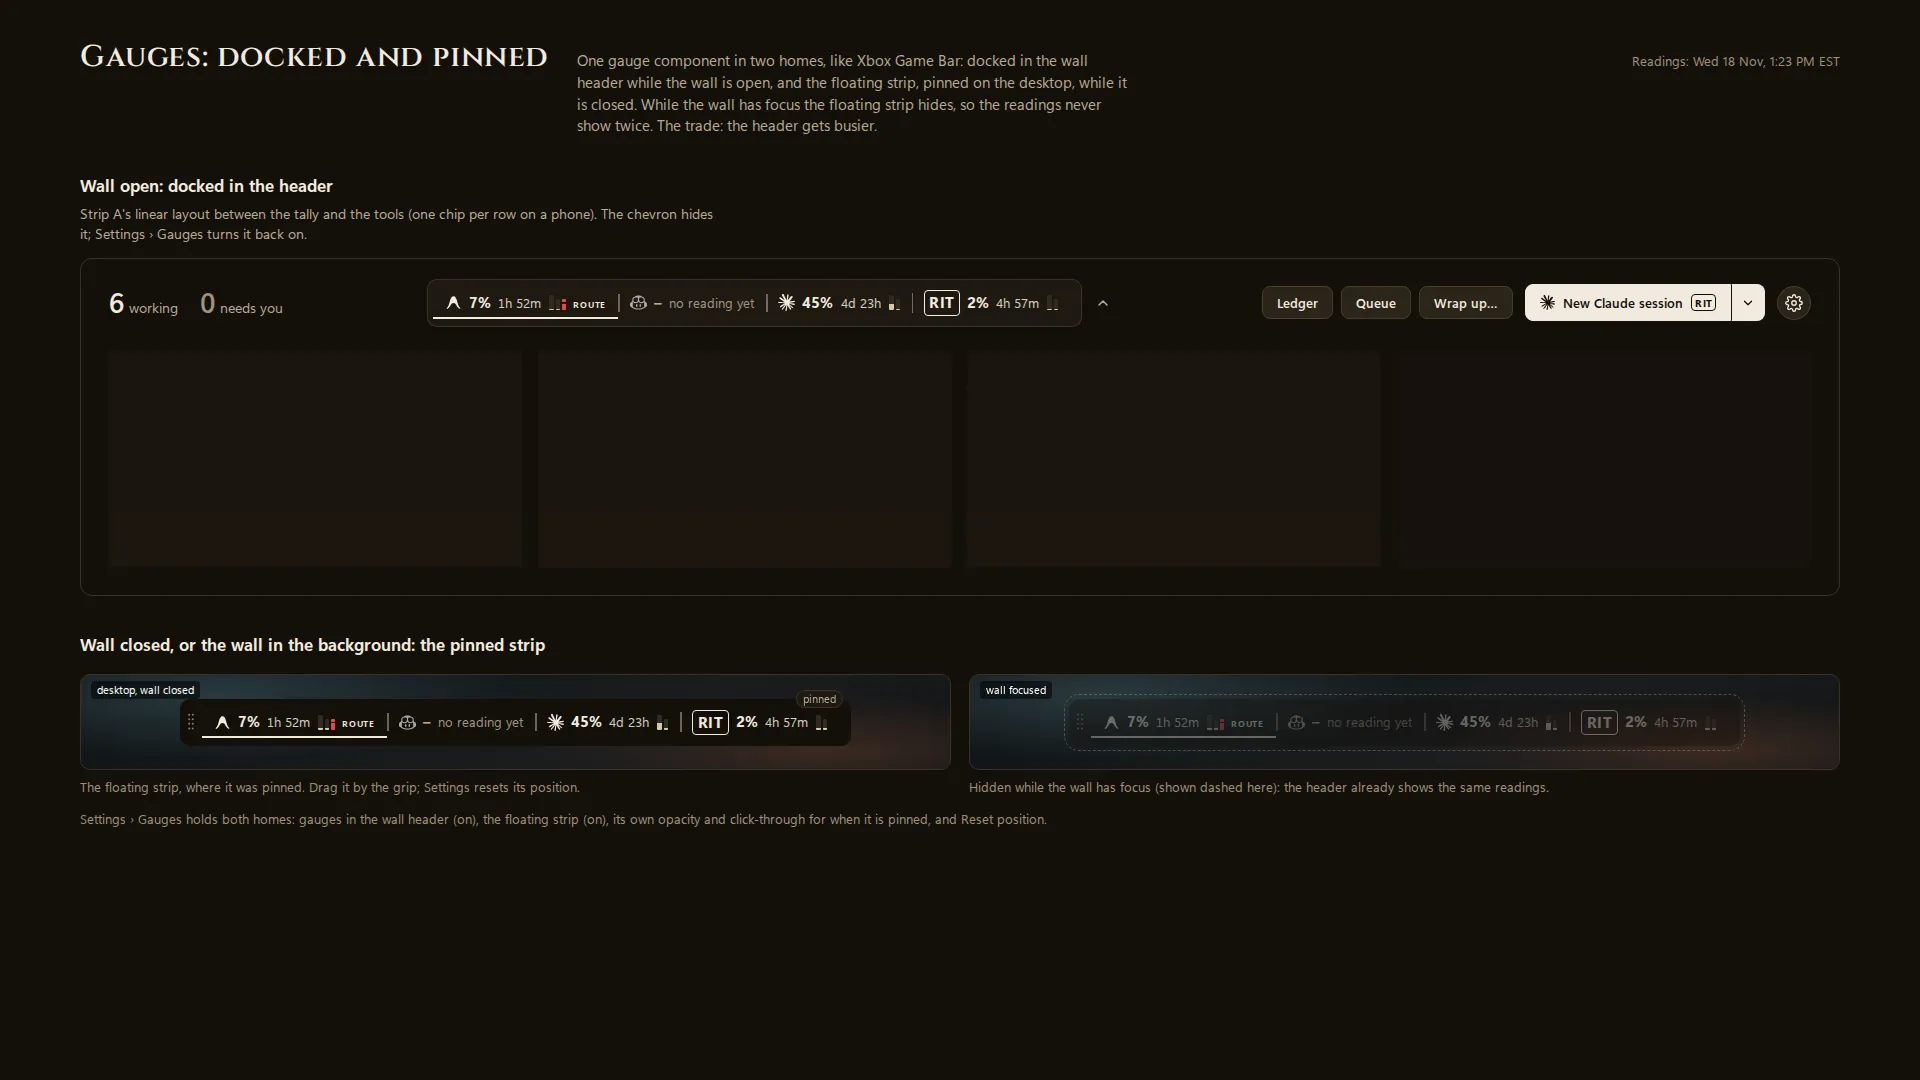 Gauges: docked and pinned
One gauge component in two homes, like Xbox Game Bar: docked in the wall
header while the wall is open, and the floating strip, pinned on the desktop, while it
is closed. While the wall has focus the floating strip hides, so the readings never
show twice. The trade: the header gets busier.
Readings: Wed 18 Nov, 1:23 PM EST
Wall open: docked in the header
Strip A's linear layout between the tally and the tools (one chip per row on a phone). The chevron hides
it; Settings › Gauges turns it back on.
6 working 0 needs you
7% 1h 52m ROUTE – no reading yet 45% 4d 23h RIT 2% 4h 57m
Ledger Queue Wrap up... New Claude session RIT
Wall closed, or the wall in the background: the pinned strip
desktop, wall closed
pinned
7% 1h 52m ROUTE – no reading yet 45% 4d 23h RIT 2% 4h 57m
The floating strip, where it was pinned. Drag it by the grip; Settings resets its position.
wall focused
7% 1h 52m ROUTE – no reading yet 45% 4d 23h RIT 2% 4h 57m
Hidden while the wall has focus (shown dashed here): the header already shows the same readings.
Settings › Gauges holds both homes: gauges in the wall header (on), the floating strip (on), its own opacity and click-through for when it is pinned, and Reset position.